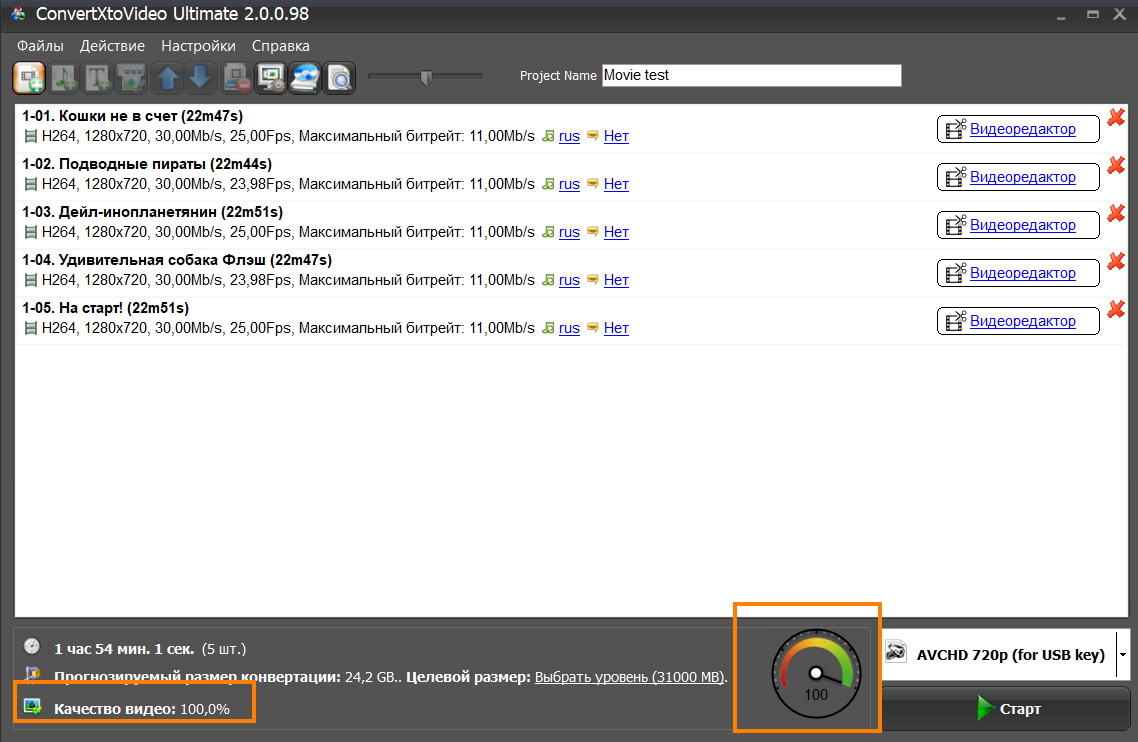 ConvertXtoVideo Ultimate 2.0.0.98
Файлы Действие Настройки Справка
Project Name Movie test
1-01. Кошки не в счет (22m47s)
H264, 1280x720, 30,00Mb/s, 25,00Fps, Максимальный битрейт: 11,00Mb/s rus Нет
Видеоредактор
1-02. Подводные пираты (22m44s)
H264, 1280x720, 30,00Mb/s, 23,98Fps, Максимальный битрейт: 11,00Mb/s rus Нет
Видеоредактор
1-03. Дейл-инопланетянин (22m51s)
H264, 1280x720, 30,00Mb/s, 25,00Fps, Максимальный битрейт: 11,00Mb/s rus Нет
Видеоредактор
1-04. Удивительная собака Флэш (22m47s)
H264, 1280x720, 30,00Mb/s, 23,98Fps, Максимальный битрейт: 11,00Mb/s rus Нет
Видеоредактор
1-05. На старт! (22m51s)
H264, 1280x720, 30,00Mb/s, 25,00Fps, Максимальный битрейт: 11,00Mb/s rus Нет
Видеоредактор
1 час 54 мин. 1 сек. (5 шт.)
Прогнозируемый размер конвертации: 24,2 GB.. Целевой размер: Выбрать уровень (31000 MB).
Качество видео: 100,0%
100
AVCHD 720p (for USB key)
Старт